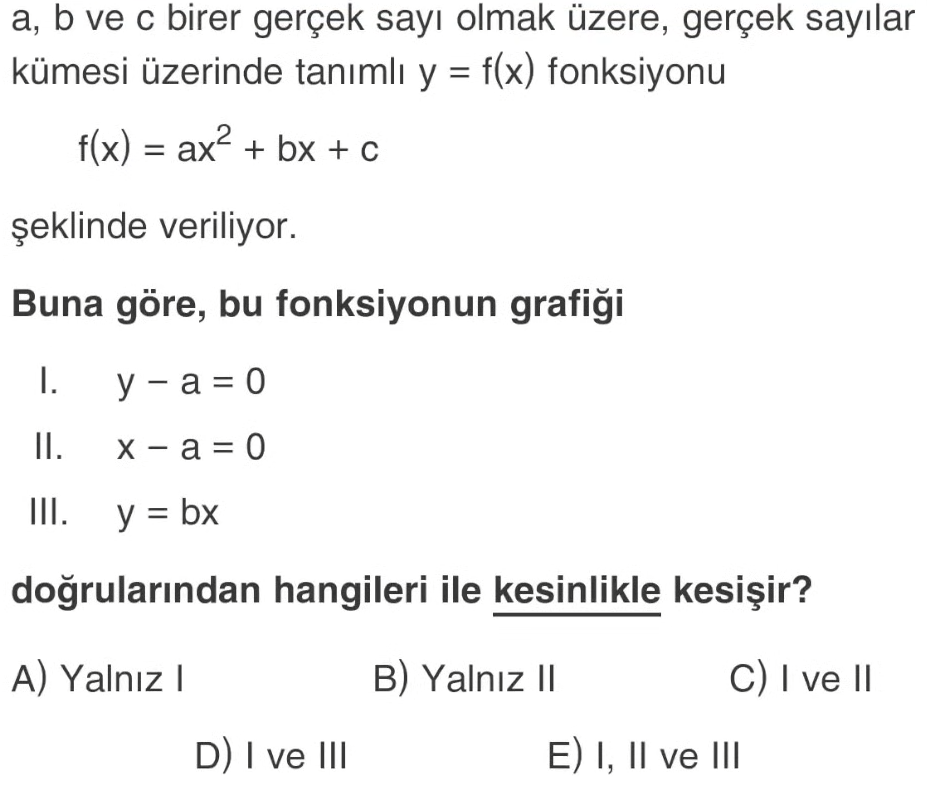 a, b ve c birer gerçek sayı olmak üzere, gerçek sayılar
kümesi üzerinde tanımlı y = f(x) fonksiyonu
f(x) = ax² + bx + c
şeklinde veriliyor.
Buna göre, bu fonksiyonun grafiği
I. y – a = 0
II. x – a = 0
III. y = bx
doğrularından hangileri ile kesinlikle kesişir?
A) Yalnız I B) Yalnız II C) I ve II
D) I ve III E) I, II ve III